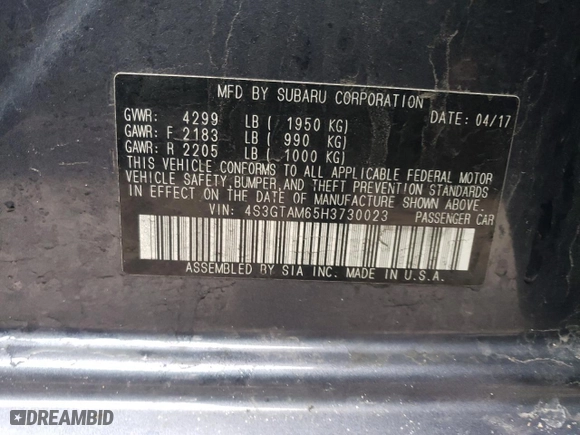 MFD BY SUBARU CORPORATION
GVWR: 4299 LB ( 1950 KG) DATE: 04/17
GAWR: F 2183 LB ( 990 KG)
GAWR: R 2205 LB ( 1000 KG)
THIS VEHICLE CONFORMS TO ALL APPLICABLE FEDERAL MOTOR
VEHICLE SAFETY, BUMPER, AND THEFT PREVENTION STANDARDS
IN EFFECT ON THE DATE OF MANUFACTURE SHOWN ABOVE.
VIN: 4S3GTAM65H3730023 PASSENGER CAR
ASSEMBLED BY SIA INC. MADE IN U.S.A.
DREAMBID